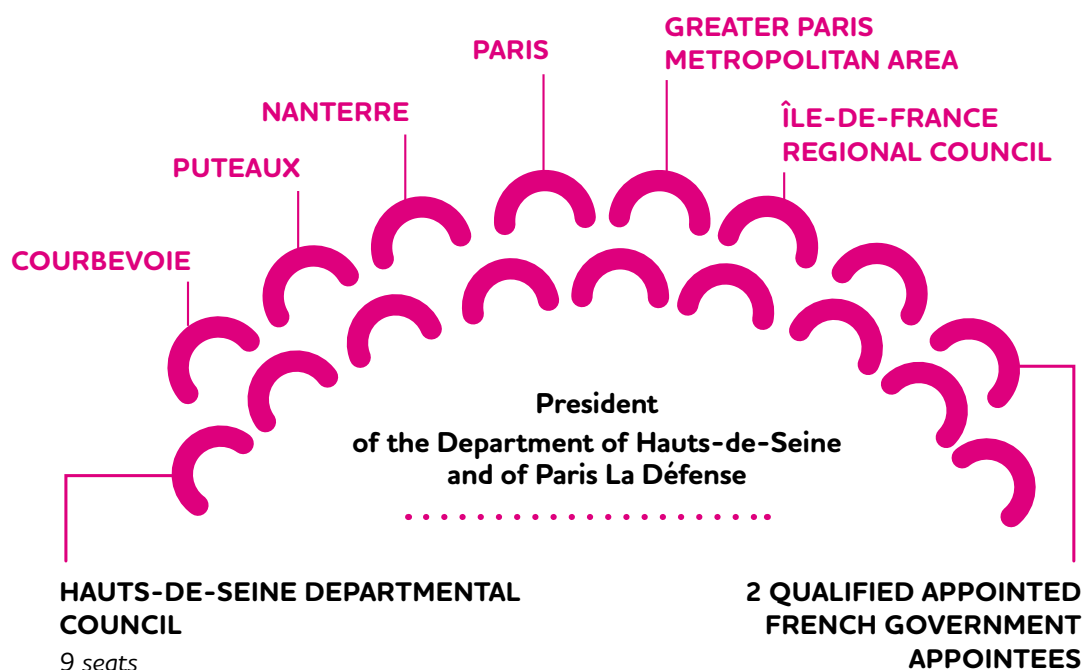 GREATER PARIS
METROPOLITAN AREA
PARIS
NANTERRE
ÎLE-DE-FRANCE
REGIONAL COUNCIL
PUTEAUX
COURBEVOIE
President
of the Department of Hauts-de-Seine
and of Paris La Défense
HAUTS-DE-SEINE DEPARTMENTAL
COUNCIL
9 seats
2 QUALIFIED APPOINTED
FRENCH GOVERNMENT
APPOINTEES